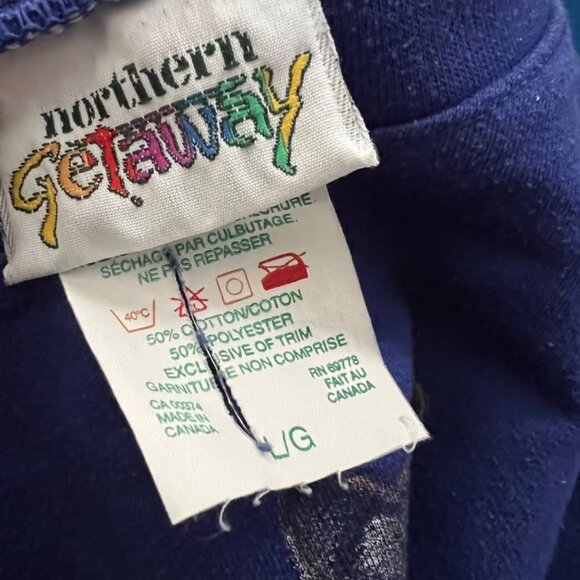 northern
Getaway
SÉCHAGE PAR CULBUTAGE.
NE PAS REPASSER
40°C
50% COTTON/COTON
50% POLYESTER
EXCLUSIVE OF TRIM
GARNITURE NON COMPRISE
CA 00374
MADE IN
CANADA
RN 69778
FAIT AU
CANADA
L/G